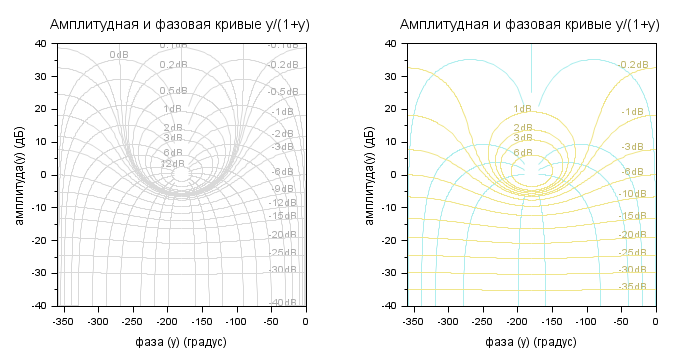 Амплитудная и фазовая кривые y/(1+y)
40
30
20
10
0
-10
-20
-30
-40
-350
-300
-250
-200
-150
-100
-50
0
амплитуда(y) (дБ)
фаза (y) (градус)
0dB
0.1dB
0.2dB
0.5dB
1dB
2dB
3dB
6dB
12dB
-0.1dB
-0.2dB
-0.5dB
-1dB
-2dB
-3dB
-6dB
-9dB
-12dB
-15dB
-20dB
-25dB
-30dB
-40dB
Амплитудная и фазовая кривые y/(1+y)
40
30
20
10
0
-10
-20
-30
-40
-350
-300
-250
-200
-150
-100
-50
0
амплитуда(y) (дБ)
фаза (y) (градус)
1dB
2dB
3dB
6dB
-0.2dB
-1dB
-3dB
-6dB
-10dB
-15dB
-20dB
-25dB
-30dB
-35dB